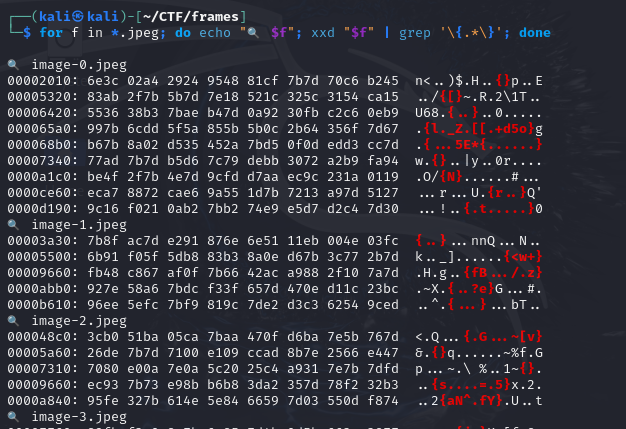 ┌──(kali㉿kali)-[~/CTF/frames]
└─$ for f in *.jpeg; do echo "🔍 $f"; xxd "$f" | grep '\{.*\}'; done
🔍 image-0.jpeg
00002010: 6e3c 02a4 2924 9548 81cf 7b7d 70c6 b245  n<..)$.H..{}p..E
00005320: 83ab 2f7b 5b7d 7e18 521c 325c 3154 ca15  ../{[}~.R.2\1T..
00006420: 5536 38b3 7bae b47d 0a92 30fb c2c6 0eb9  U68.{..}..0.....
000065a0: 997b 6cdd 5f5a 855b 5b0c 2b64 356f 7d67  .{l._Z.[[.+d5o}g
000068b0: b67b 8a02 d535 452a 7bd5 0f0d edd3 cc7d  .{...5E*{......}
00007340: 77ad 7b7d b5d6 7c79 debb 3072 a2b9 fa94  w.{}..|y..0r....
0000a1c0: be4f 2f7b 4e7d 9cfd d7aa ec9c 231a 0119  .O/{N}......#...
0000ce60: eca7 8872 cae6 9a55 1d7b 7213 a97d 5127  ...r...U.{r..}Q'
0000d190: 9c16 f021 0ab2 7bb2 74e9 e5d7 d2c4 7d30  ...!..{.t.....}0
🔍 image-1.jpeg
00003a30: 7b8f ac7d e291 876e 6e51 11eb 004e 03fc  {..}...nnQ...N..
00005500: 6b91 f05f 5db8 83b3 8a0e d67b 3c77 2b7d  k.._]......{<w+}
00009660: fb48 c867 af0f 7b66 42ac a988 2f10 7a7d  .H.g..{fB.../.z}
0000abb0: 927e 58a6 7bdc f33f 657d 470e d11c 23bc  .~X.{..?e}G...#.
0000b610: 96ee 5efc 7bf9 819c 7de2 d3c3 6254 9ced  ..^.{...}...bT..
🔍 image-2.jpeg
000048c0: 3cb0 51ba 05ca 7baa 470f d6ba 7e5b 767d  <.Q...{.G...~[v}
00005a60: 26de 7b7d 7100 e109 ccad 8b7e 2566 e447  &.{}q......~%f.G
00007310: 7080 e00a 7e0a 5c20 25c4 a931 7e7b 7dfd  p...~.\ %..1~{}.
00009660: ec93 7b73 e98b b6b8 3da2 357d 78f2 32b3  ..{s....=.5}x.2.
0000a840: 95fe 327b 614e 5e84 6659 7d03 550d f874  ..2{aN^.fY}.U..t
🔍 image-3.jpeg